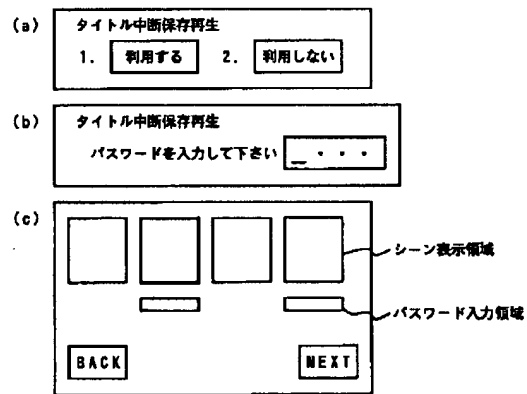 (a) タイトル中断保存再生
1. 利用する 2. 利用しない
(b) タイトル中断保存再生
パスワードを入力して下さい _ ・ ・ ・
(c)
シーン表示領域
パスワード入力領域
BACK NEXT